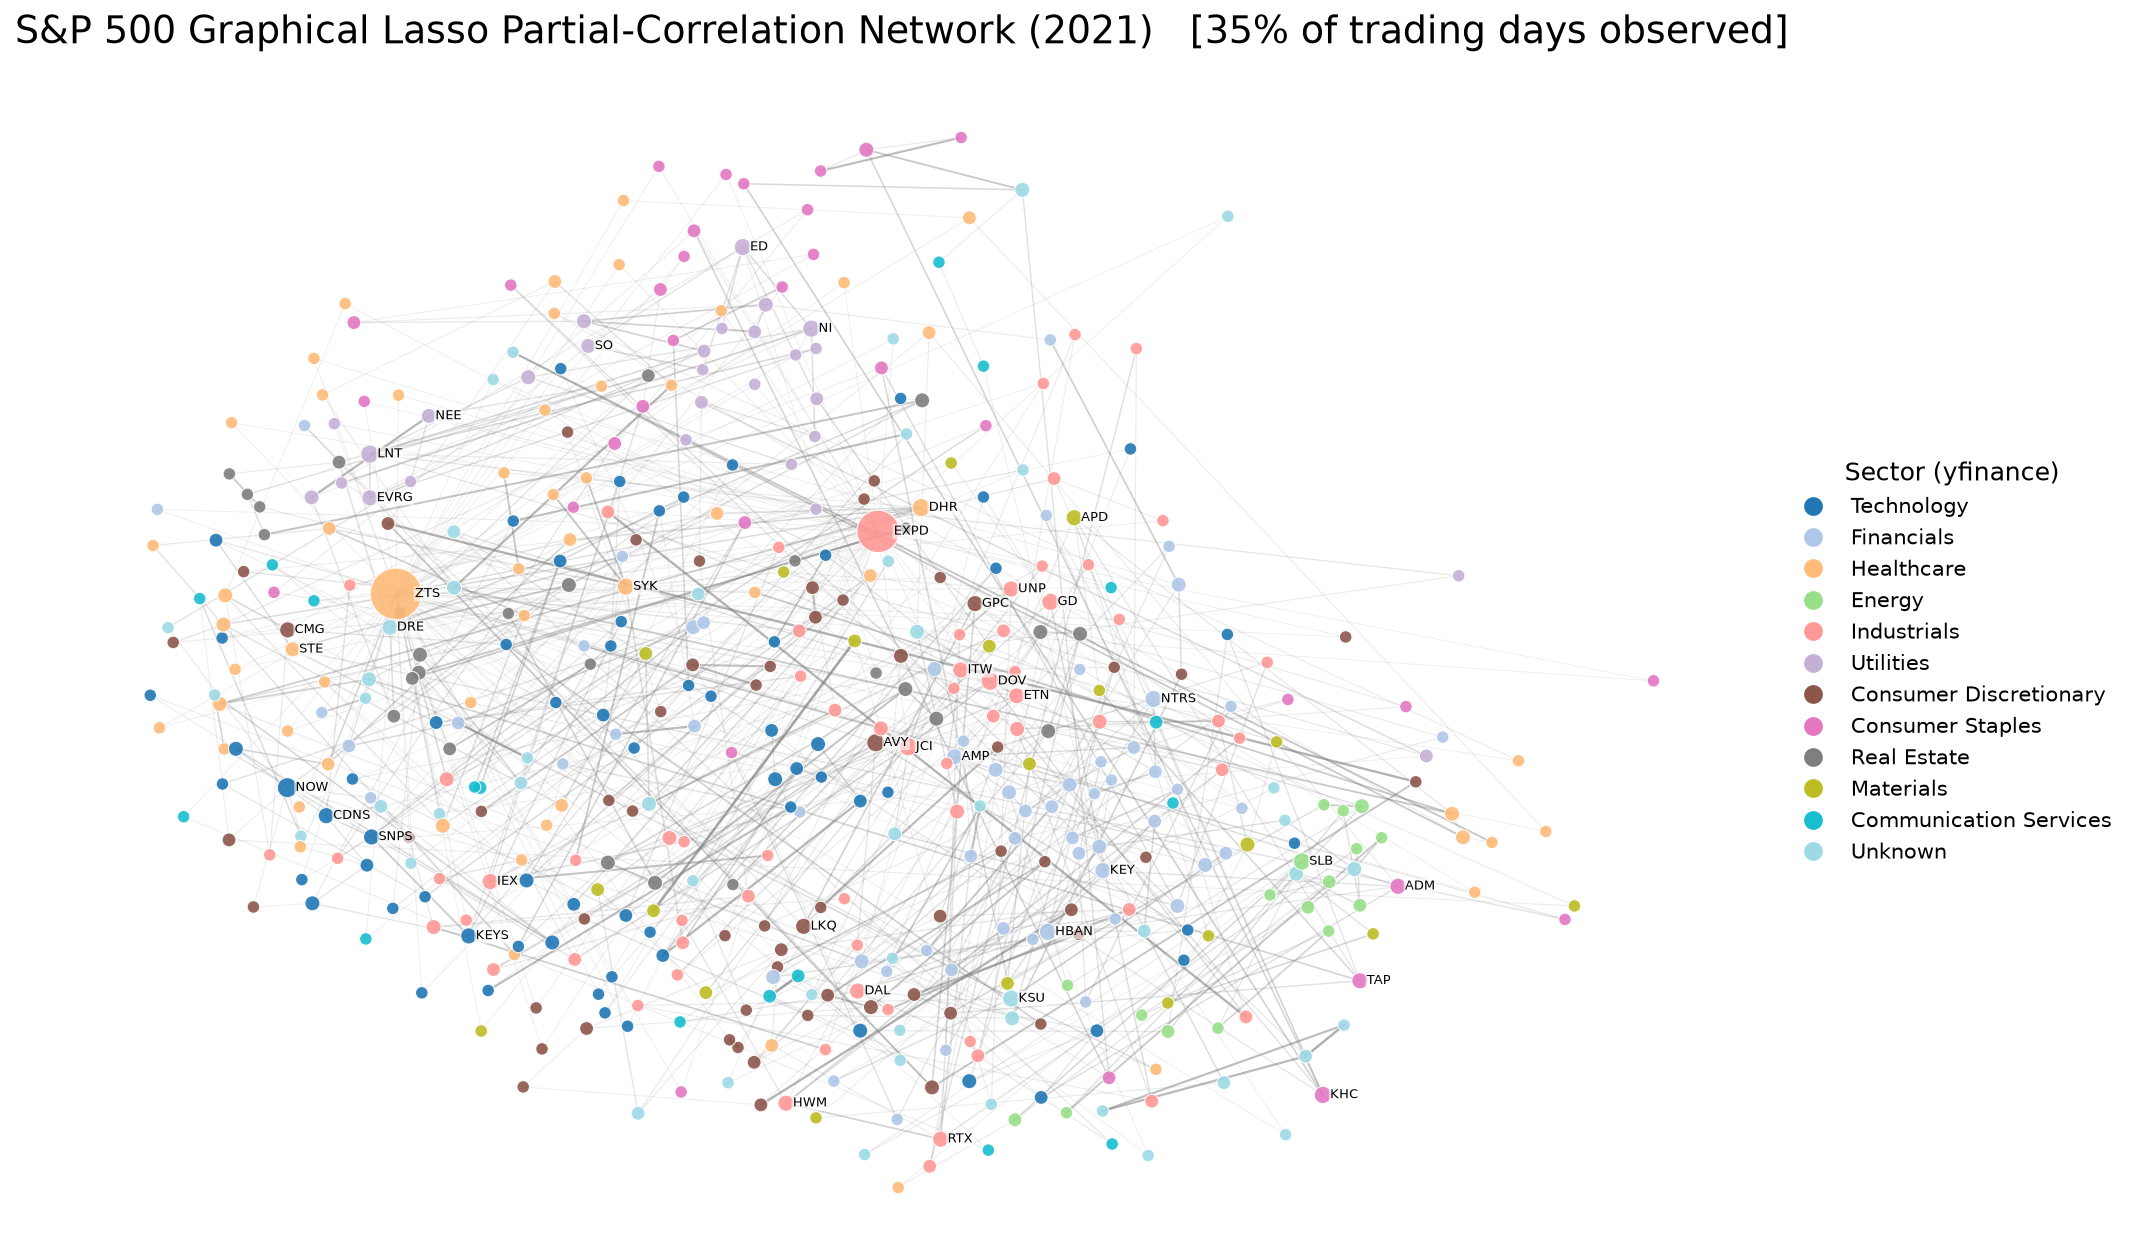 S&P 500 Graphical Lasso Partial-Correlation Network (2021)   [35% of trading days observed]
ED
NI
SO
NEE
LNT
EVRG
DHR
APD
EXPD
SYK
UNP
ZTS
GPC
GD
DRE
CMG
STE
ITW
DOV
ETN
NTRS
AVY
JCI
AMP
NOW
CDNS
SNPS
SLB
KEY
IEX
ADM
LKQ
HBAN
KEYS
TAP
DAL
KSU
KHC
HWM
RTX
Sector (yfinance)
Technology
Financials
Healthcare
Energy
Industrials
Utilities
Consumer Discretionary
Consumer Staples
Real Estate
Materials
Communication Services
Unknown